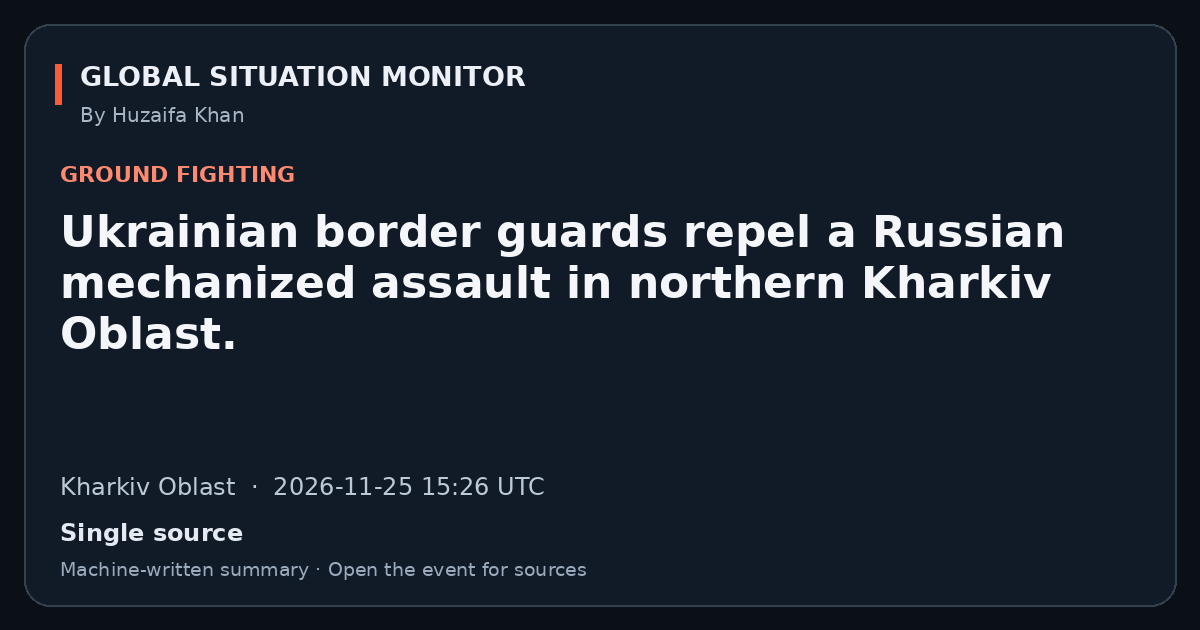 GLOBAL SITUATION MONITOR
By Huzaifa Khan
GROUND FIGHTING
Ukrainian border guards repel a Russian
mechanized assault in northern Kharkiv
Oblast.
Kharkiv Oblast · 2026-11-25 15:26 UTC
Single source
Machine-written summary · Open the event for sources